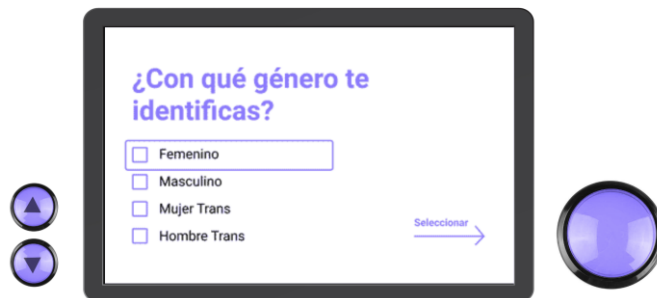 ¿Con qué género te
identificas?
Femenino
Masculino
Mujer Trans
Hombre Trans
Seleccionar